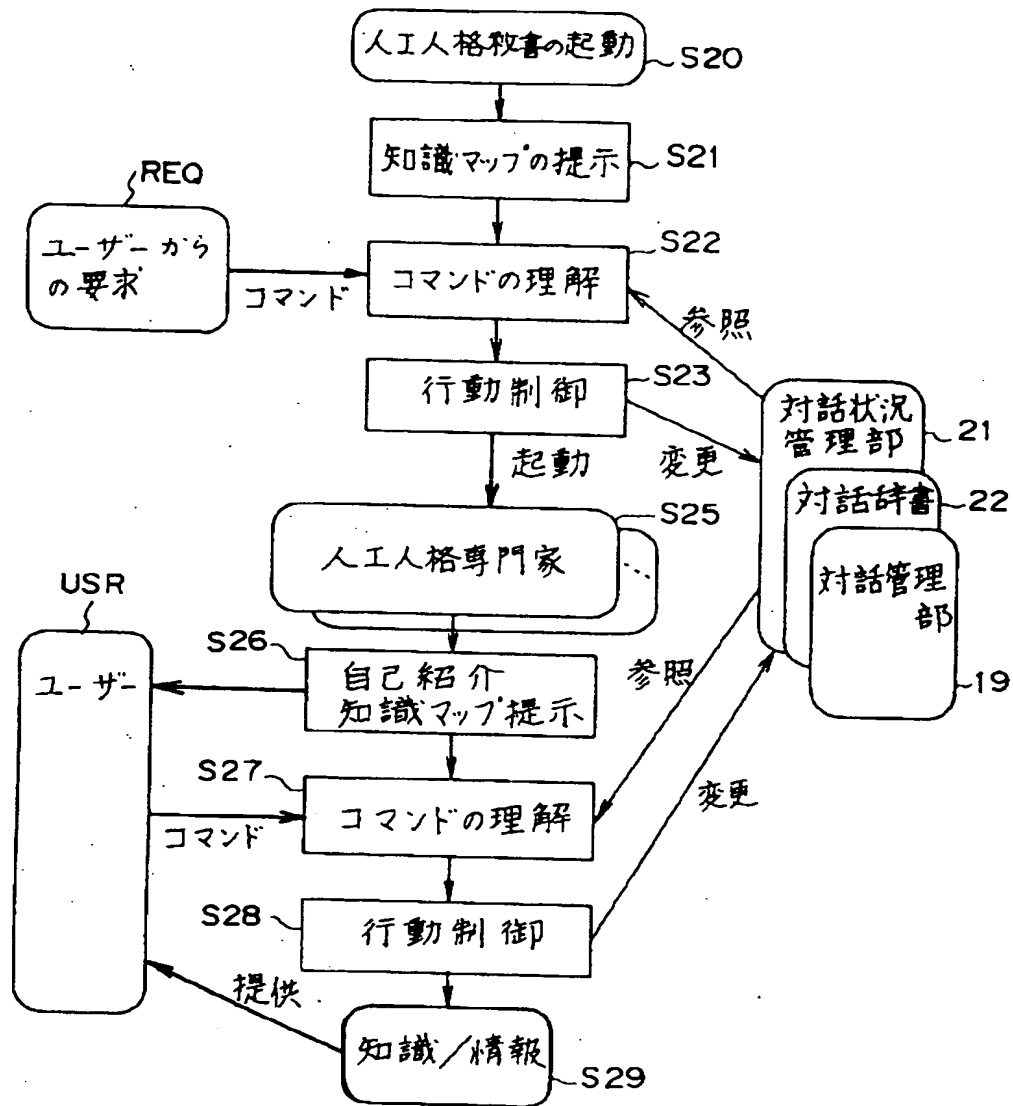 人工人格秘書の起動
S20
知識マップの提示
S21
REQ
ユーザーから
の要求
コマンド
S22
コマンドの理解
参照
S23
行動制御
起動
変更
対話状況
管理部
21
対話辞書
22
対話管理
部
19
S25
人工人格専門家
USR
ユーザー
S26
自己紹介
知識マップ提示
参照
S27
コマンドの理解
コマンド
変更
S28
行動制御
提供
知識/情報
S29